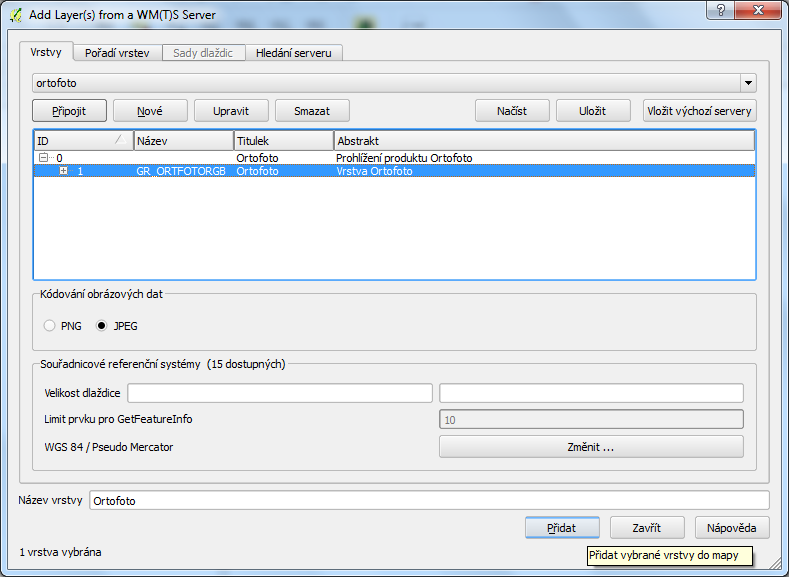 Add Layer(s) from a WM(T)S Server
Vrstvy Pořadí vrstev Sady dlaždic Hledání serveru
ortofoto
Připojit Nové Upravit Smazat Načíst Uložit Vložit výchozí servery
ID Název Titulek Abstrakt
0 Ortofoto Prohlížení produktu Ortofoto
1 GR_ORTFOTORGB Ortofoto Vrstva Ortofoto
Kódování obrázových dat
PNG JPEG
Souřadnicové referenční systémy (15 dostupných)
Velikost dlaždice
Limit prvku pro GetFeatureInfo 10
WGS 84 / Pseudo Mercator Změnit ...
Název vrstvy Ortofoto
Přidat Zavřít Nápověda
1 vrstva vybrána
Přidat vybrané vrstvy do mapy